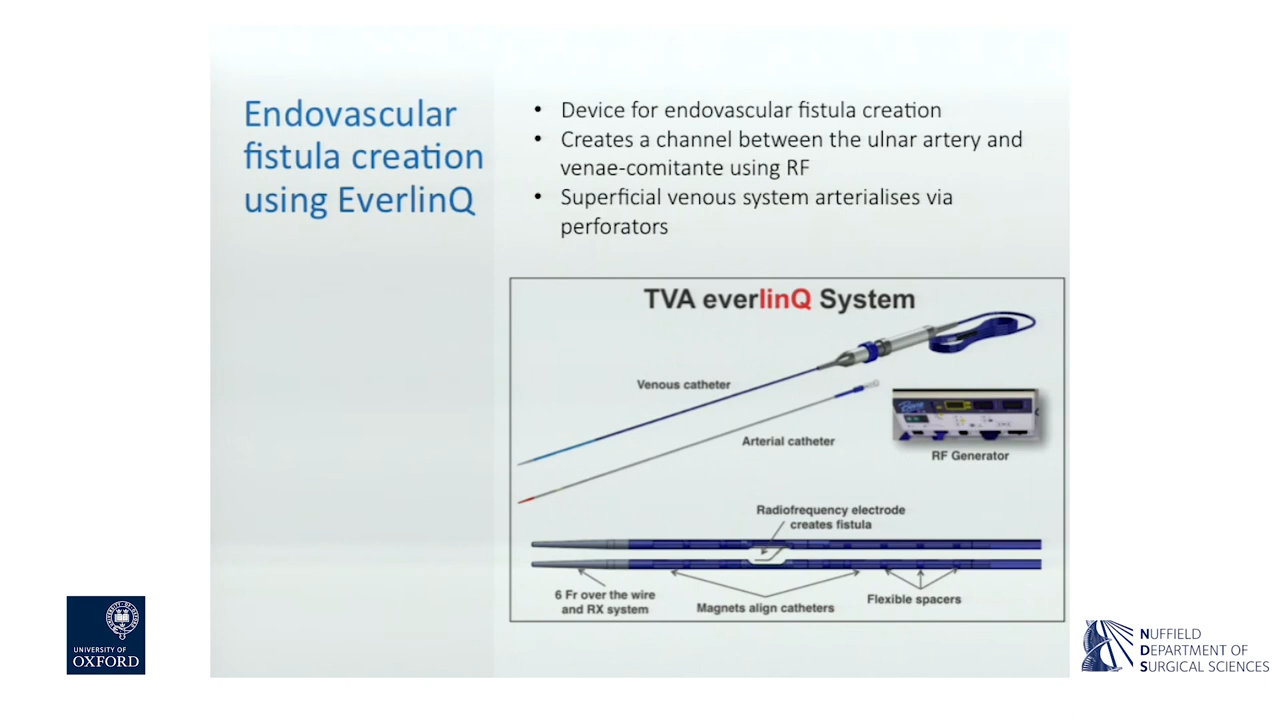 Endovascular
fistula creation
using EverlinQ
• Device for endovascular fistula creation
• Creates a channel between the ulnar artery and
venae-comitante using RF
• Superficial venous system arterialises via
perforators
TVA everlinQ System
Venous catheter
Arterial catheter
RF Generator
Radiofrequency electrode
creates fistula
6 Fr over the wire
and RX system
Magnets align catheters
Flexible spacers
UNIVERSITY OF
OXFORD
NUFFIELD
DEPARTMENT OF
SURGICAL SCIENCES